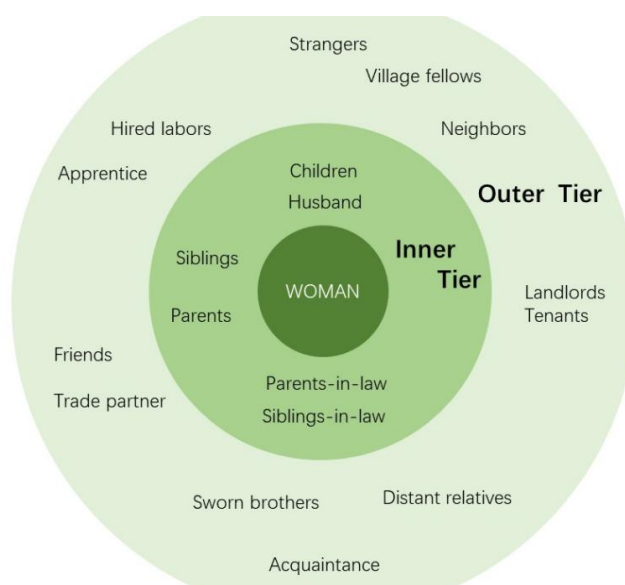 Strangers
Village fellows
Hired labors
Neighbors
Apprentice
Children
Husband
Outer Tier
Siblings
Inner
Tier
WOMAN
Parents
Landlords
Tenants
Friends
Trade partner
Parents-in-law
Siblings-in-law
Sworn brothers
Distant relatives
Acquaintance